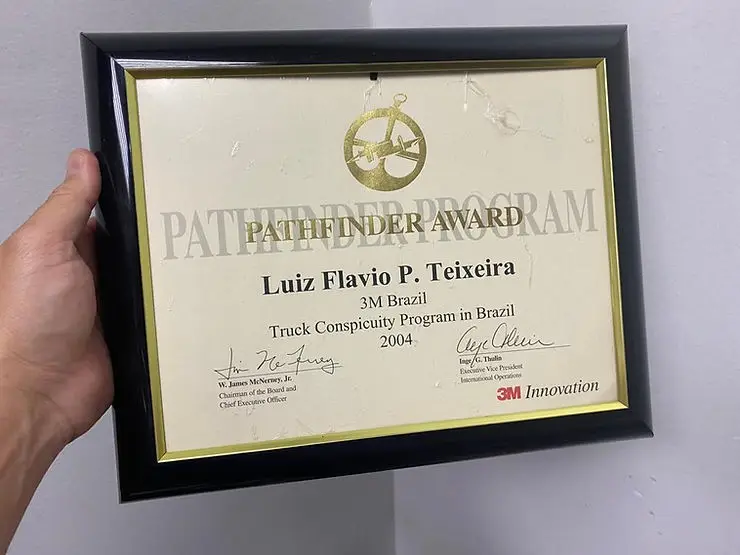 PATHFINDER PROGRAM
PATHFINDER AWARD
Luiz Flavio P. Teixeira
3M Brazil
Truck Conspicuity Program in Brazil
2004
W. James McNerney, Jr.
Chairman of the Board and
Chief Executive Officer
Inge G. Thulin
Executive Vice President
International Operations
3M Innovation